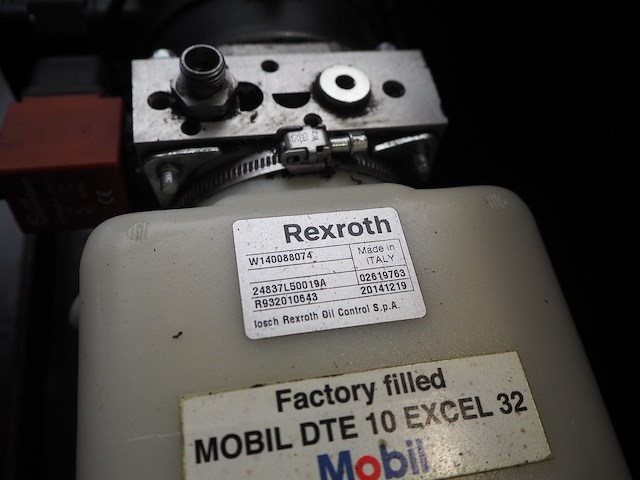 Rexroth
W140088074
Made in
ITALY
24837L50019A 02619763
R932010643 20141219
losch Rexroth Oil Control S.p.A.
Factory filled
MOBIL DTE 10 EXCEL 32
Mobil